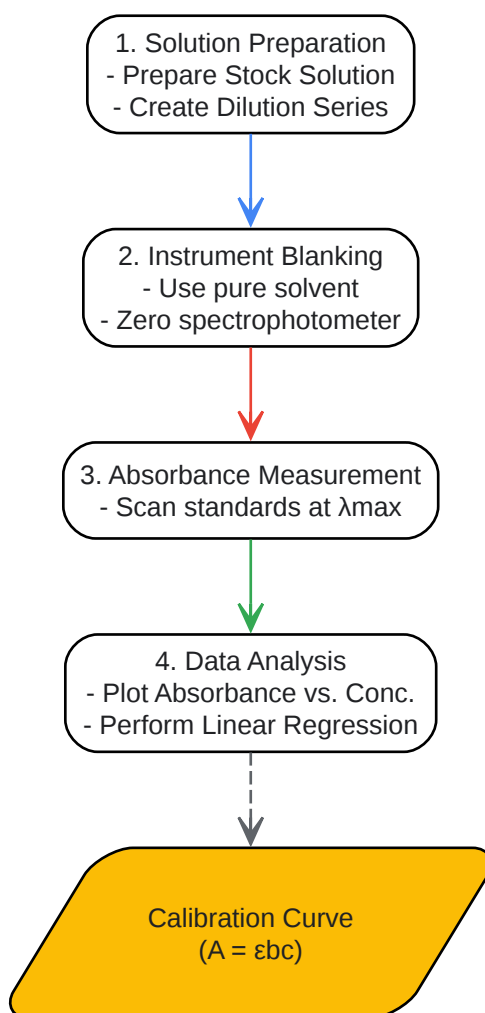 1. Solution Preparation
- Prepare Stock Solution
- Create Dilution Series
2. Instrument Blanking
- Use pure solvent
- Zero spectrophotometer
3. Absorbance Measurement
- Scan standards at λmax
4. Data Analysis
- Plot Absorbance vs. Conc.
- Perform Linear Regression
Calibration Curve
(A = εbc)